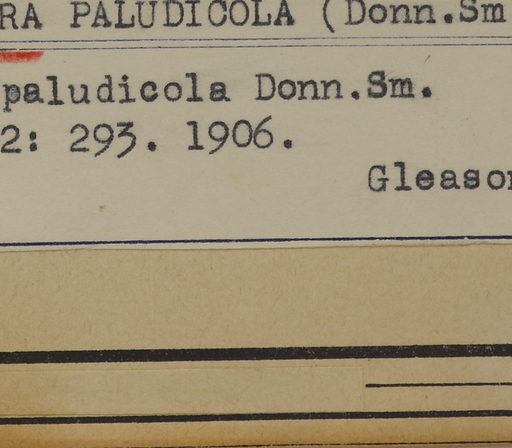 RA PALUDICOLA (Donn.Sm
paludicola Donn.Sm.
2: 293. 1906.
Gleason